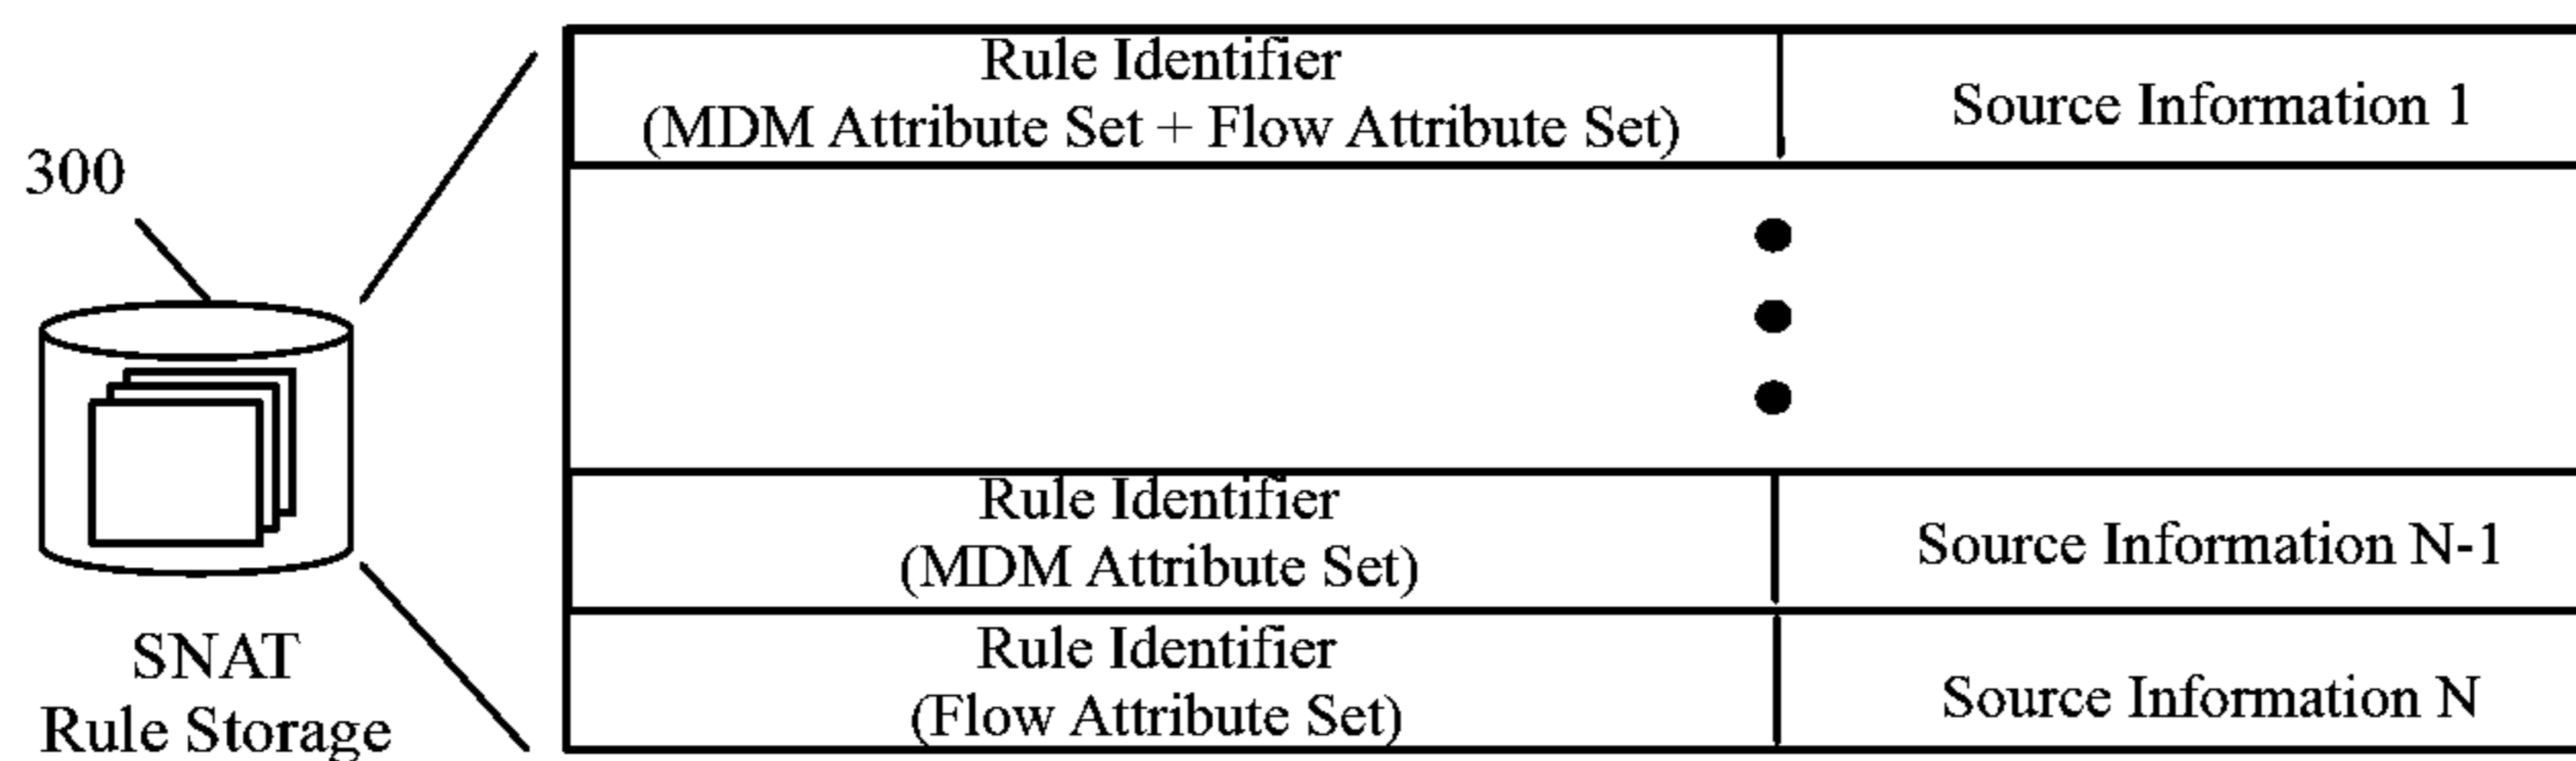 300
SNAT
Rule Storage
Rule Identifier
(MDM Attribute Set + Flow Attribute Set)
Source Information 1
Rule Identifier
(MDM Attribute Set)
Source Information N-1
Rule Identifier
(Flow Attribute Set)
Source Information N